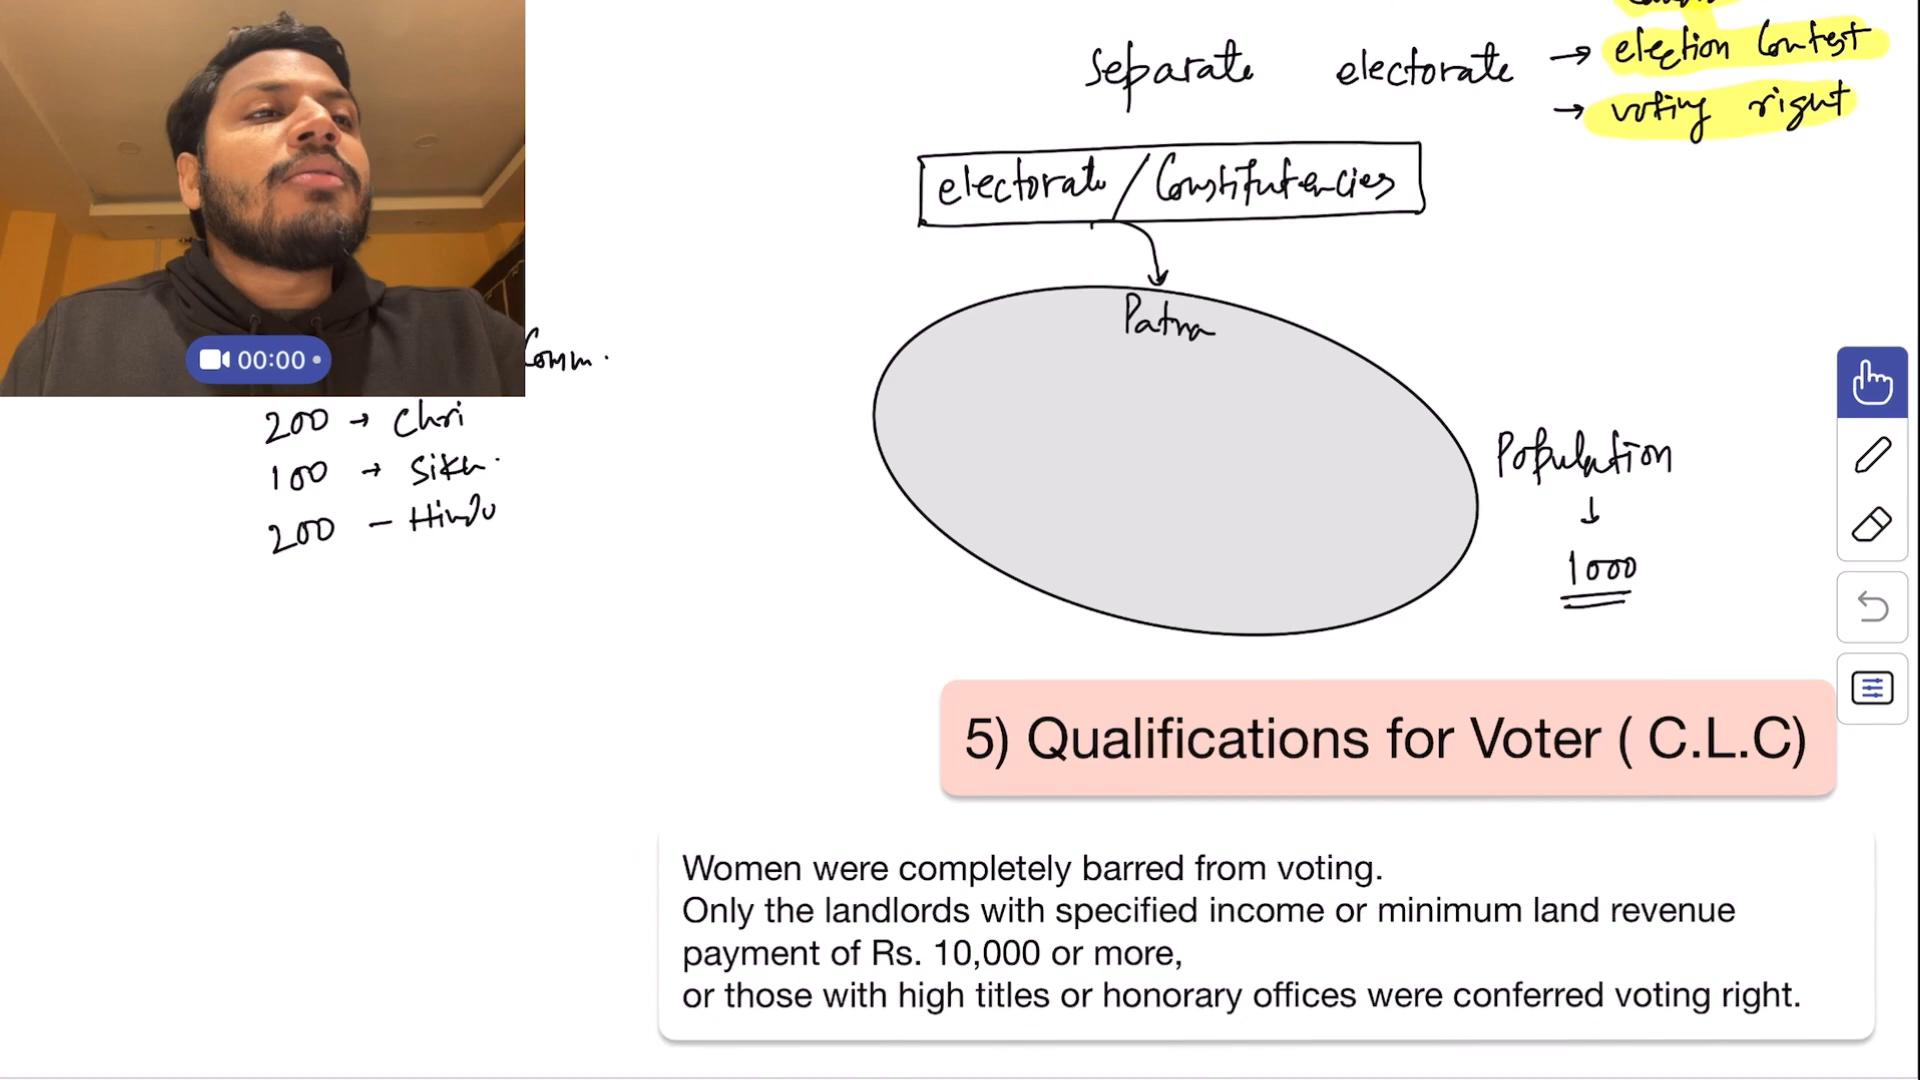 separate electorate → election Contest
→ voting right
electorate / Constituencies
Patna
00:00
Comm.
200 → Chri
100 → Sikh.
200 – Hindu
Population
↓
1000
5) Qualifications for Voter ( C.L.C)
Women were completely barred from voting.
Only the landlords with specified income or minimum land revenue
payment of Rs. 10,000 or more,
or those with high titles or honorary offices were conferred voting right.